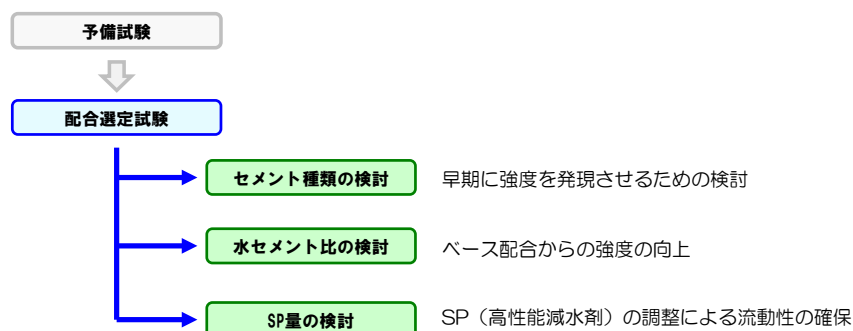 予備試験
配合選定試験
セメント種類の検討 早期に強度を発現させるための検討
水セメント比の検討 ベース配合からの強度の向上
SP量の検討 SP（高性能減水剤）の調整による流動性の確保